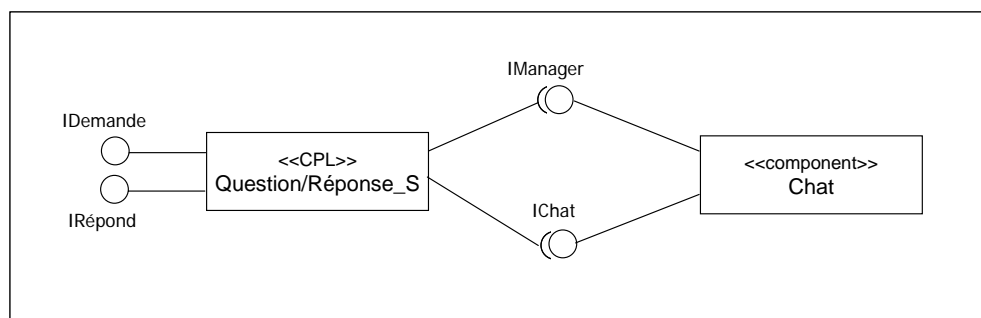 IManager
IDemande
<<CPL>>
Question/Réponse_S
<<component>>
Chat
IRépond
IChat